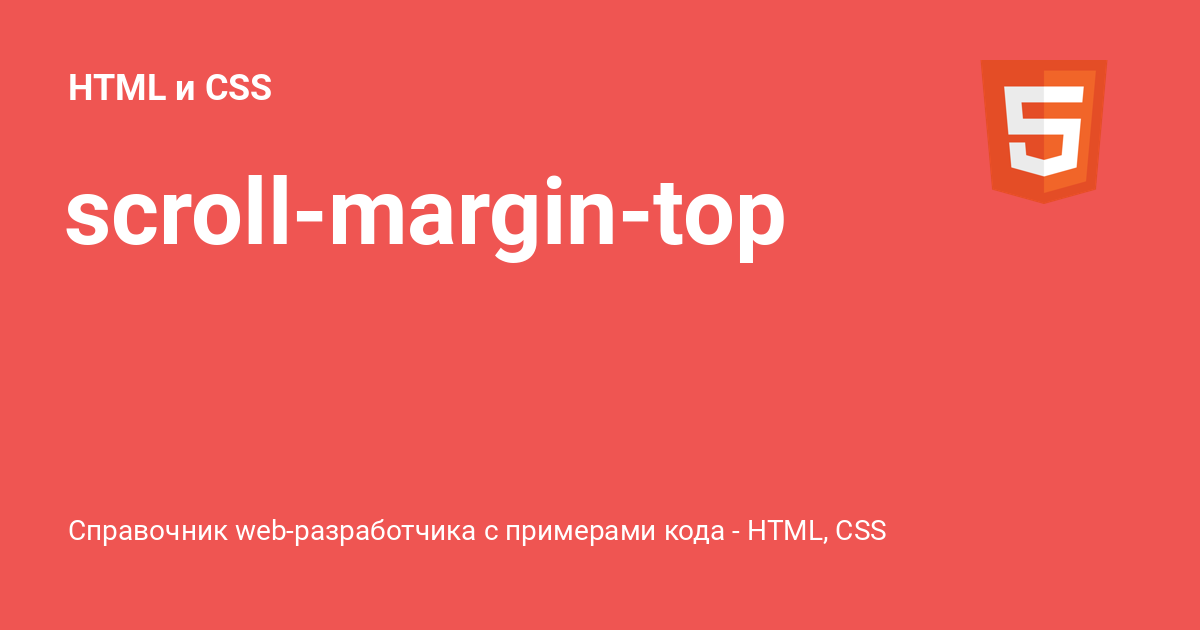 HTML и CSS
scroll-margin-top
Справочник web-разработчика с примерами кода - HTML, CSS